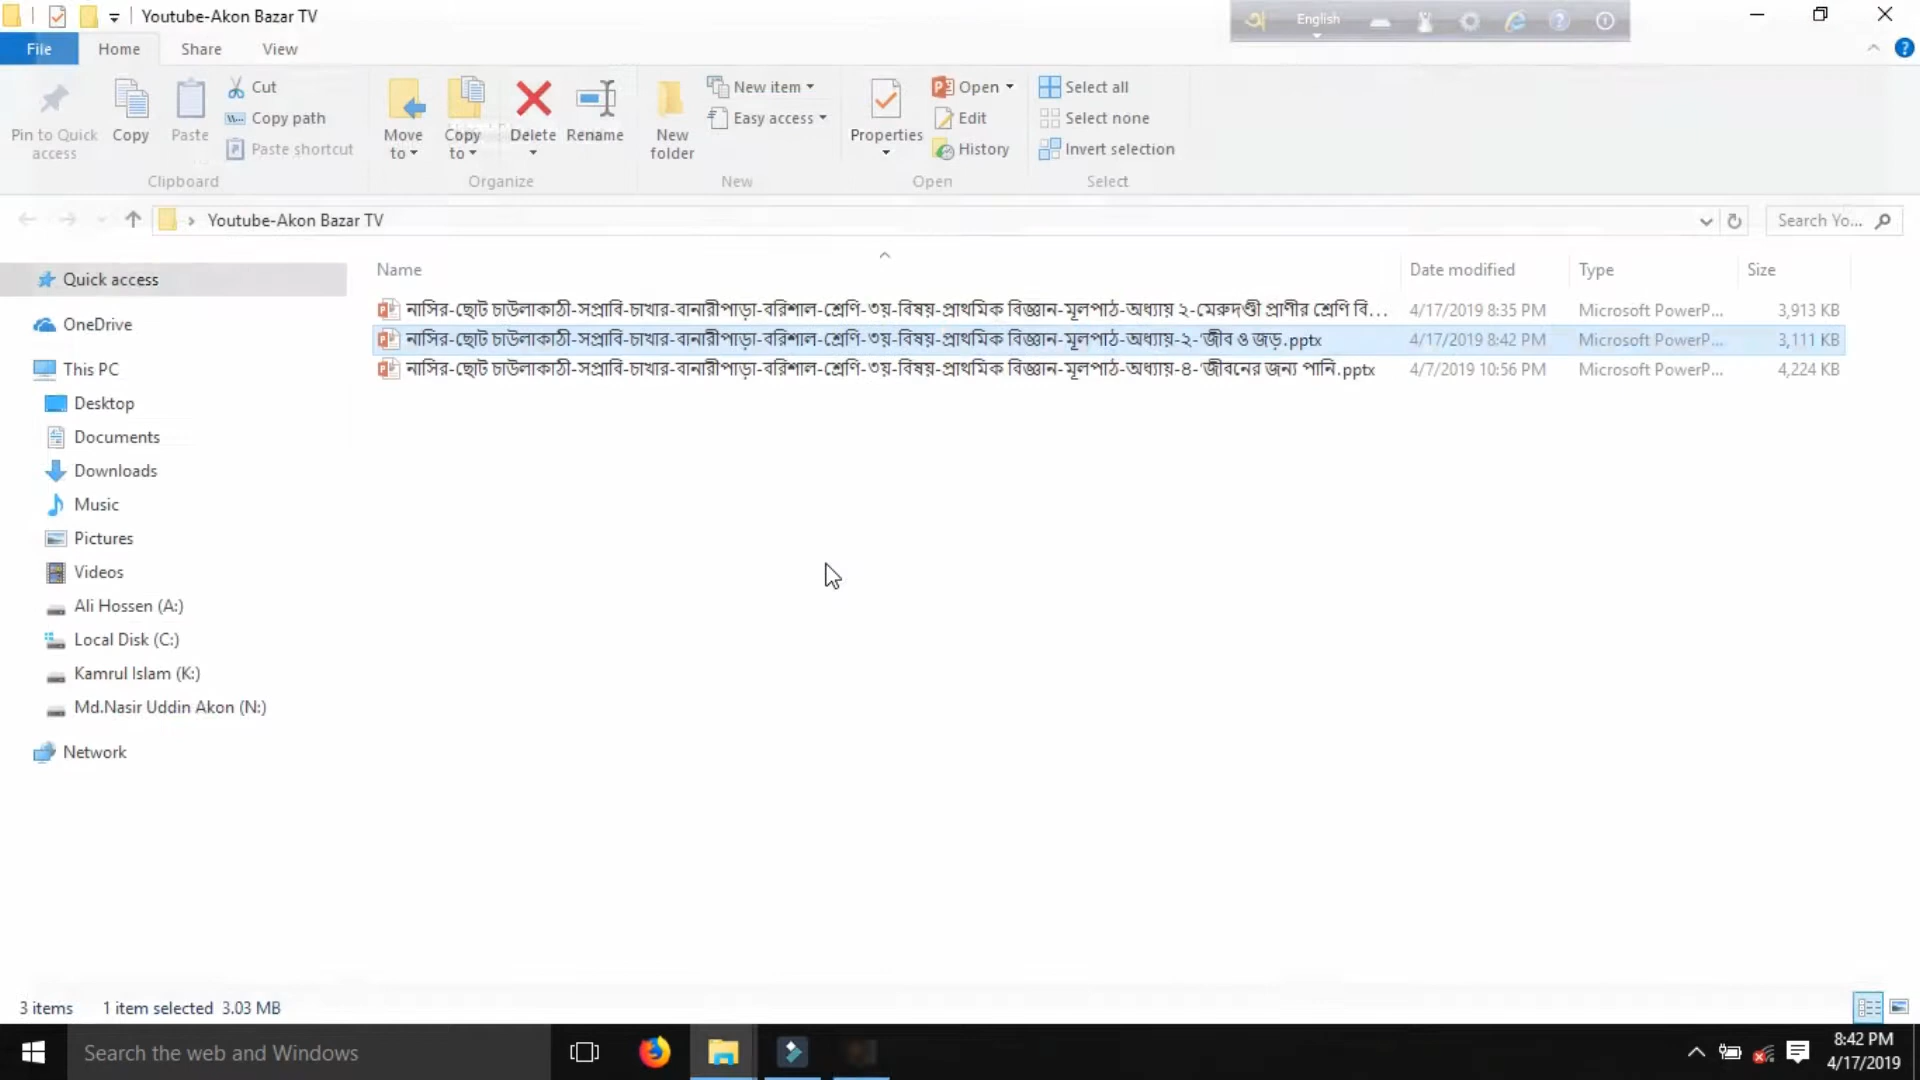 Youtube-Akon Bazar TV
English
File Home Share View
Pin to Quick access
Copy
Paste
Cut
Copy path
Paste shortcut
Clipboard
Move to
Copy to
Delete
Rename
Organize
New folder
New item
Easy access
New
Properties
Open
Edit
History
Open
Select all
Select none
Invert selection
Select
Youtube-Akon Bazar TV
Search Yo...
Name Date modified Type Size
নাসির-ছোট চাউলাকাঠী-সপ্রাবি-চাখার-বানারীপাড়া-বরিশাল-শ্রেণি-৩য়-বিষয়-প্রাথমিক বিজ্ঞান-মূলপাঠ-অধ্যায় ২-মেরুদণ্ডী প্রাণীর শ্রেণি বি... 4/17/2019 8:35 PM Microsoft PowerP... 3,913 KB
নাসির-ছোট চাউলাকাঠী-সপ্রাবি-চাখার-বানারীপাড়া-বরিশাল-শ্রেণি-৩য়-বিষয়-প্রাথমিক বিজ্ঞান-মূলপাঠ-অধ্যায়-২-'জীব ও জড়.pptx 4/17/2019 8:42 PM Microsoft PowerP... 3,111 KB
নাসির-ছোট চাউলাকাঠী-সপ্রাবি-চাখার-বানারীপাড়া-বরিশাল-শ্রেণি-৩য়-বিষয়-প্রাথমিক বিজ্ঞান-মূলপাঠ-অধ্যায়-৪-'জীবনের জন্য পানি.pptx 4/7/2019 10:56 PM Microsoft PowerP... 4,224 KB
Quick access
OneDrive
This PC
Desktop
Documents
Downloads
Music
Pictures
Videos
Ali Hossen (A:)
Local Disk (C:)
Kamrul Islam (K:)
Md.Nasir Uddin Akon (N:)
Network
3 items 1 item selected 3.03 MB
Search the web and Windows
8:42 PM
4/17/2019